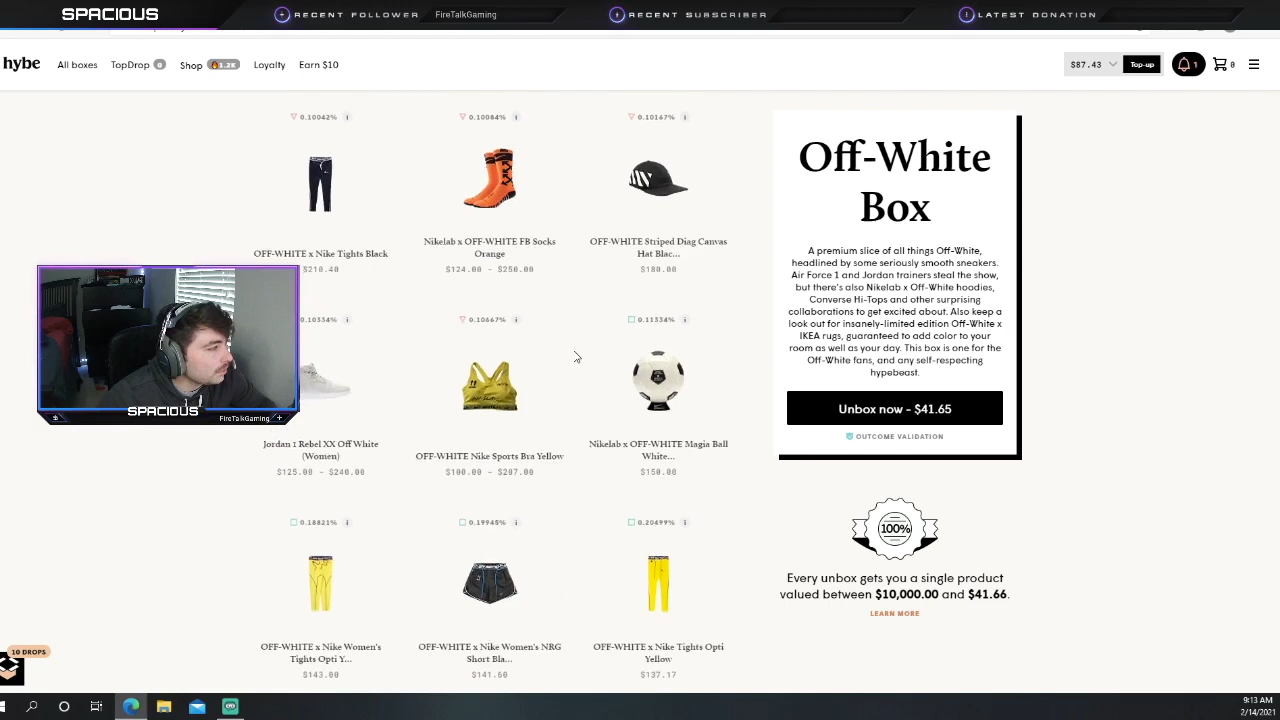 SPACIOUS
RECENT FOLLOWER FireTalkGaming
RECENT SUBSCRIBER
LATEST DONATION
hybe
All boxes TopDrop 0 Shop 1.2K Loyalty Earn $10
$87.43 Top-up 1 0
0.10042% i 0.10084% i 0.10167% i
OFF-WHITE x Nike Tights Black
$210.40
Nikelab x OFF-WHITE FB Socks
Orange
$124.00 - $250.00
OFF-WHITE Striped Diag Canvas
Hat Blac...
$180.00
0.10334% i 0.10667% i 0.11334% i
Jordan 1 Rebel XX Off White
(Women)
$125.00 - $240.00
OFF-WHITE Nike Sports Bra Yellow
$100.00 - $207.00
Nikelab x OFF-WHITE Magia Ball
White...
$150.00
0.18821% i 0.19945% i 0.20499% i
OFF-WHITE x Nike Women's
Tights Opti Y...
$143.00
OFF-WHITE x Nike Women's NRG
Short Bla...
$141.60
OFF-WHITE x Nike Tights Opti
Yellow
$137.17
Off-White
Box
A premium slice of all things Off-White,
headlined by some seriously smooth sneakers.
Air Force 1 and Jordan trainers steal the show,
but there's also Nikelab x Off-White hoodies,
Converse Hi-Tops and other surprising
collaborations to get excited about. Also keep a
look out for insanely-limited edition Off-White x
IKEA rugs, guaranteed to add color to your
room as well as your day. This box is one for the
Off-White fans, and any self-respecting
hypebeast.
Unbox now - $41.65
OUTCOME VALIDATION
100%
Every unbox gets you a single product
valued between $10,000.00 and $41.66.
LEARN MORE
SPACIOUS
FireTalkGaming
10 DROPS
9:13 AM
2/14/2021